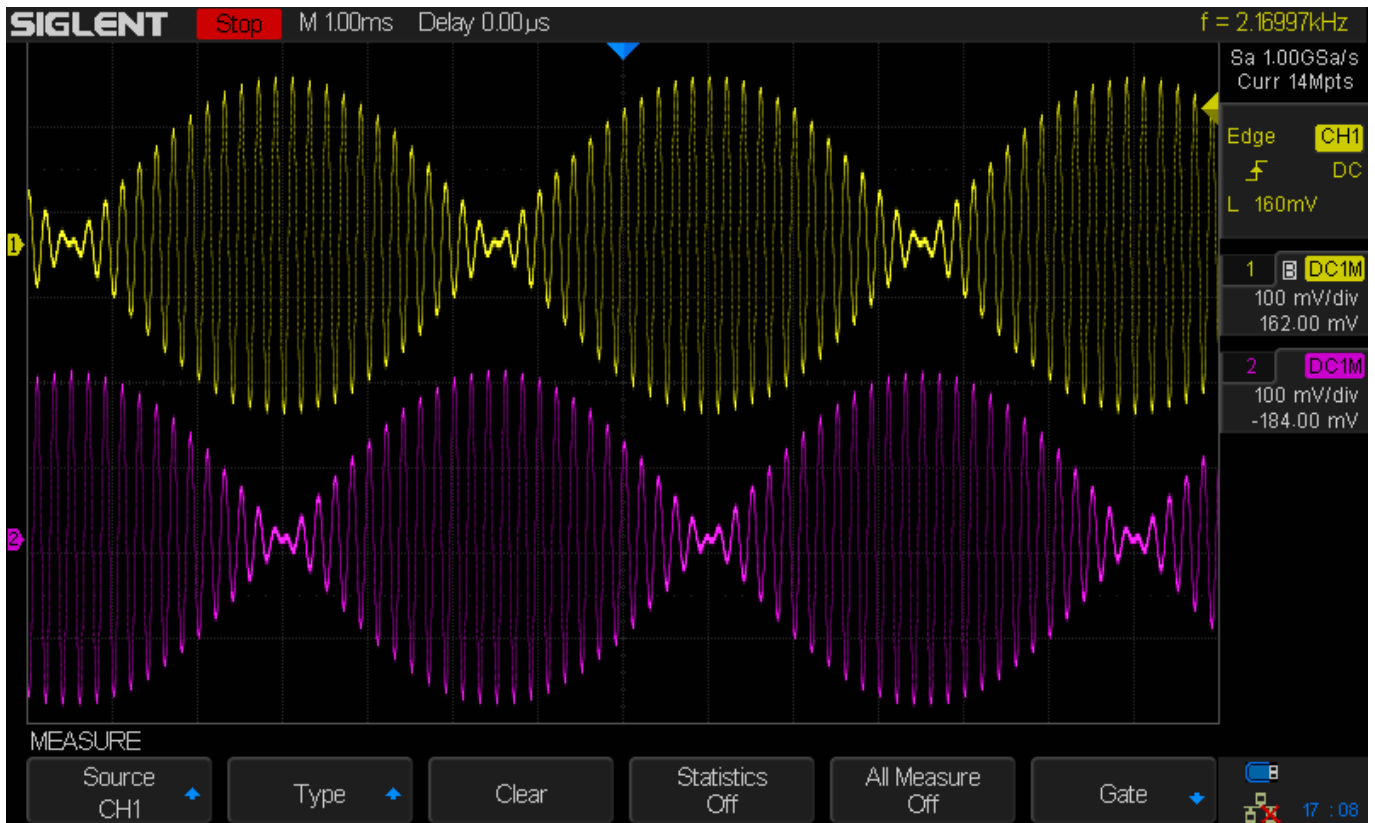 SIGLENT Stop M 1.00ms Delay 0.00µs f = 2.16997kHz
Sa 1.00GSa/s
Curr 14Mpts
Edge CH1
DC
L 160mV
1 B DC1M
100 mV/div
162.00 mV
2 DC1M
100 mV/div
-184.00 mV
1
2
MEASURE
Source
CH1
Type
Clear
Statistics
Off
All Measure
Off
Gate
17 : 08